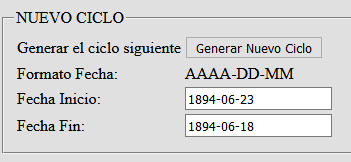 NUEVO CICLO
Generar el ciclo siguiente Generar Nuevo Ciclo
Formato Fecha: AAAA-DD-MM
Fecha Inicio: 1894-06-23
Fecha Fin: 1894-06-18